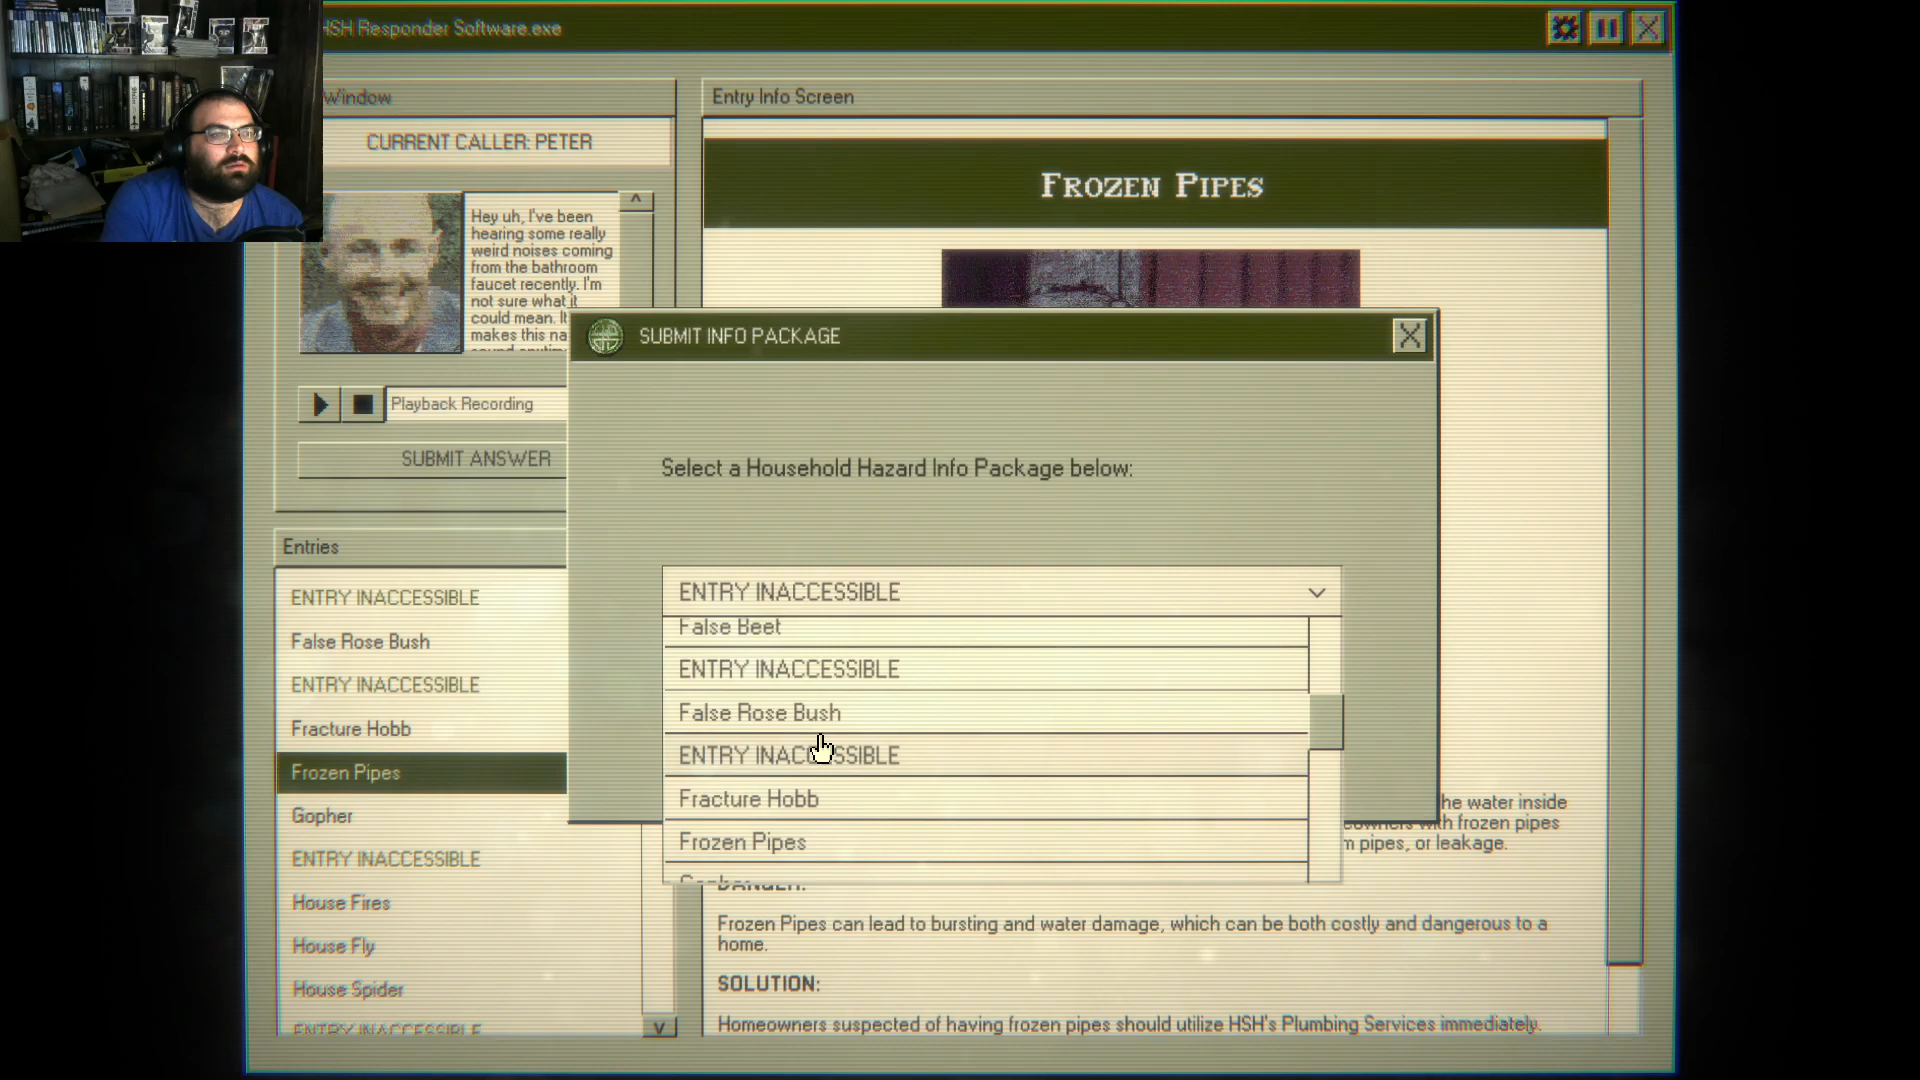 HSH Responder Software.exe
Window
CURRENT CALLER: PETER
Hey uh, I've been
hearing some really
weird noises coming
from the bathroom
faucet recently. I'm
not sure what it
could mean. It
makes this
Playback Recording
SUBMIT ANSWER
Entries
ENTRY INACCESSIBLE
False Rose Bush
ENTRY INACCESSIBLE
Fracture Hobb
Frozen Pipes
Gopher
ENTRY INACCESSIBLE
House Fires
House Fly
House Spider
ENTRY INACCESSIBLE
Entry Info Screen
FROZEN PIPES
SUBMIT INFO PACKAGE
Select a Household Hazard Info Package below:
ENTRY INACCESSIBLE
False Beet
ENTRY INACCESSIBLE
False Rose Bush
ENTRY INACCESSIBLE
Fracture Hobb
Frozen Pipes
he water inside
with frozen pipes
m pipes, or leakage.
DANGER:
Frozen Pipes can lead to bursting and water damage, which can be both costly and dangerous to a
home.
SOLUTION:
Homeowners suspected of having frozen pipes should utilize HSH's Plumbing Services immediately.